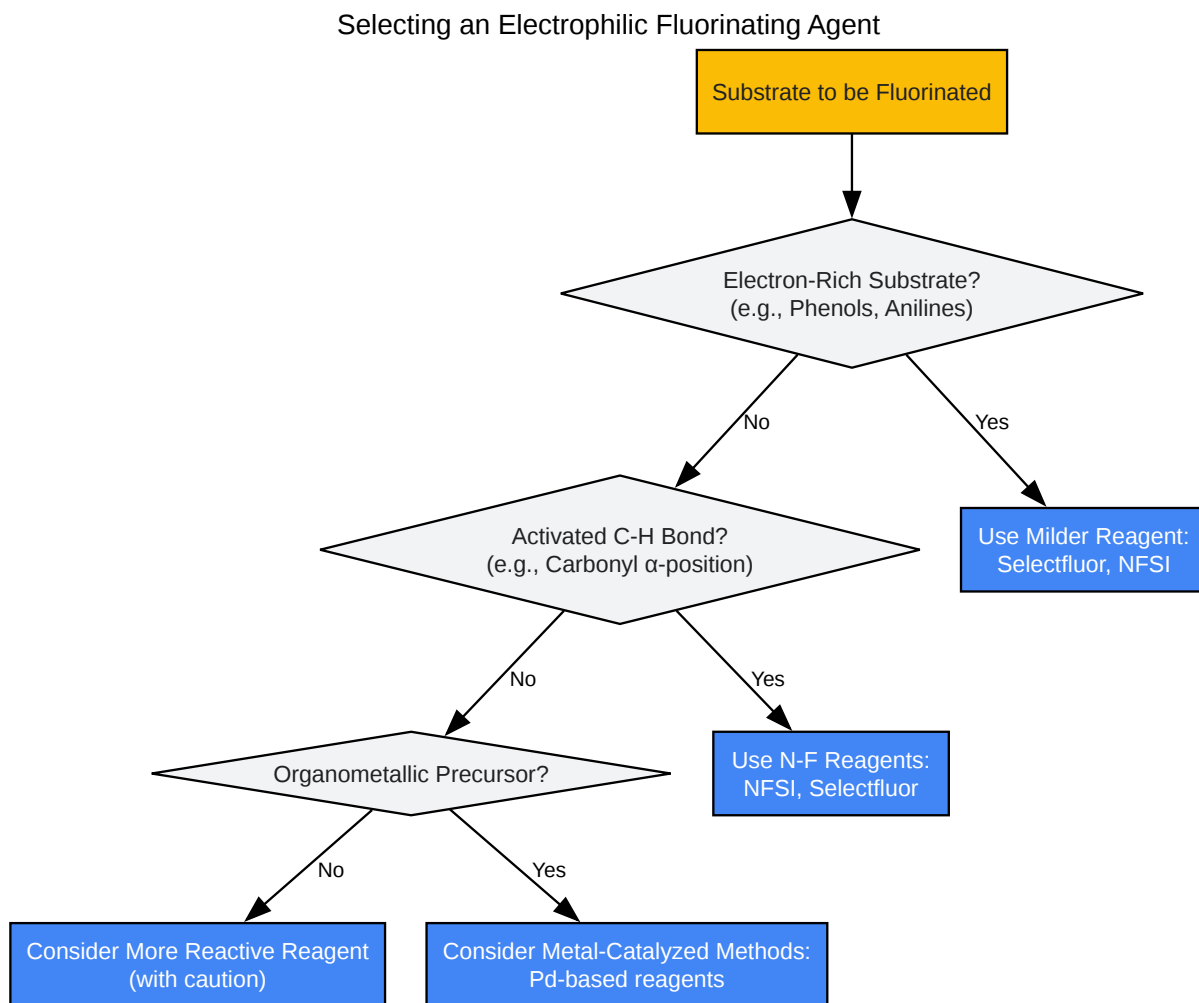 Selecting an Electrophilic Fluorinating Agent
Substrate to be Fluorinated
Electron-Rich Substrate?
(e.g., Phenols, Anilines)
No
Yes
Activated C-H Bond?
(e.g., Carbonyl α-position)
Use Milder Reagent:
Selectfluor, NFSI
No
Yes
Organometallic Precursor?
Use N-F Reagents:
NFSI, Selectfluor
No
Yes
Consider More Reactive Reagent
(with caution)
Consider Metal-Catalyzed Methods:
Pd-based reagents